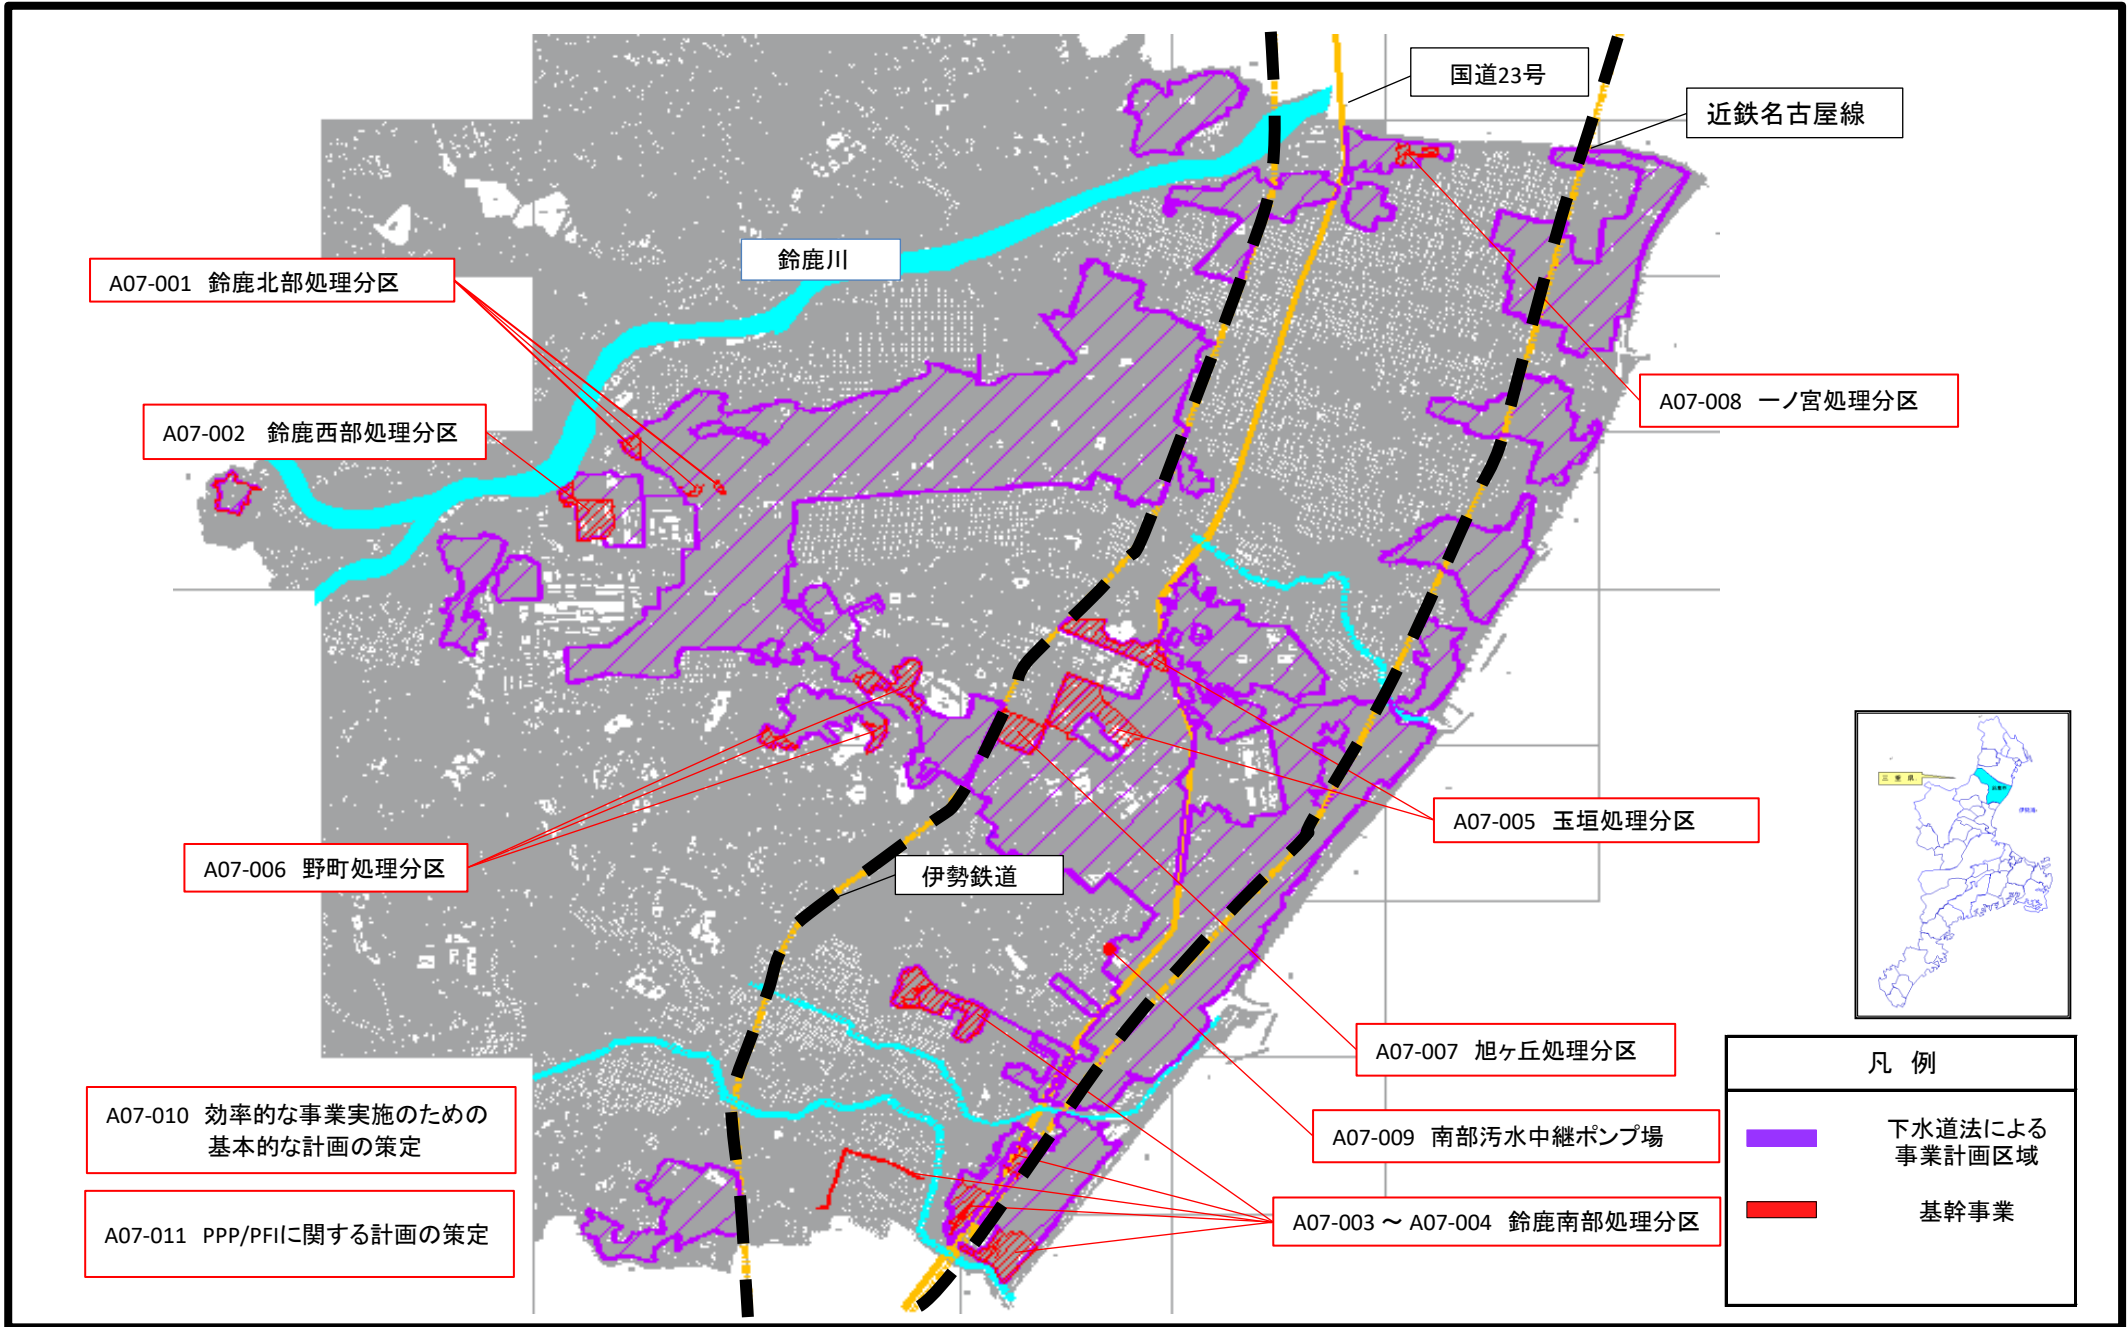 国道23号
近鉄名古屋線
鈴鹿川
A07-001 鈴鹿北部処理分区
A07-002 鈴鹿西部処理分区
A07-008 一ノ宮処理分区
A07-005 玉垣処理分区
A07-006 野町処理分区
伊勢鉄道
A07-007 旭ヶ丘処理分区
A07-009 南部汚水中継ポンプ場
A07-003 ～ A07-004 鈴鹿南部処理分区
A07-010 効率的な事業実施のための
基本的な計画の策定
A07-011 PPP/PFIに関する計画の策定
三 重 県
凡 例
下水道法による
事業計画区域
基幹事業